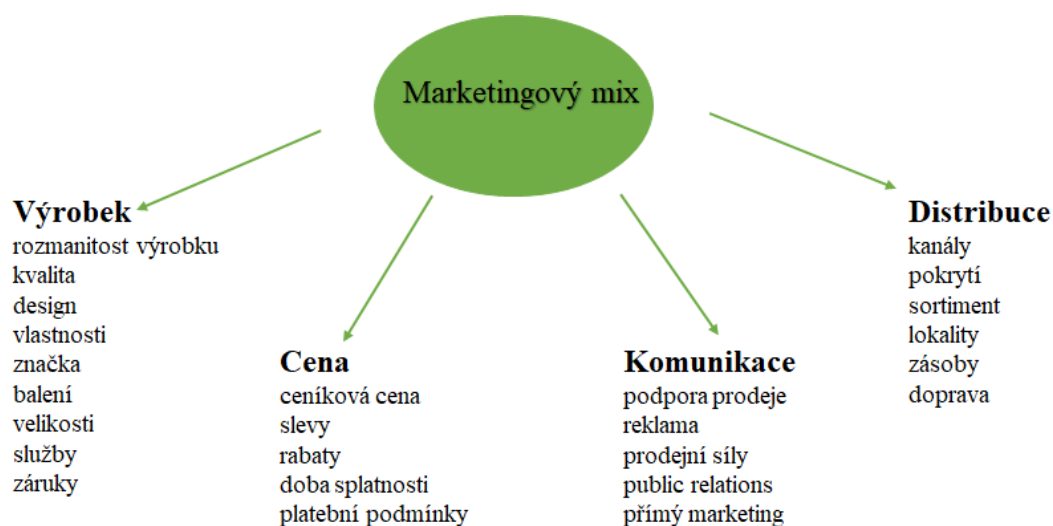 Marketingový mix
Výrobek
rozmanitost výrobku
kvalita
design
vlastnosti
značka
balení
velikosti
služby
záruky
Cena
ceníková cena
slevy
rabaty
doba splatnosti
platební podmínky
Komunikace
podpora prodeje
reklama
prodejní síly
public relations
přímý marketing
Distribuce
kanály
pokrytí
sortiment
lokality
zásoby
doprava